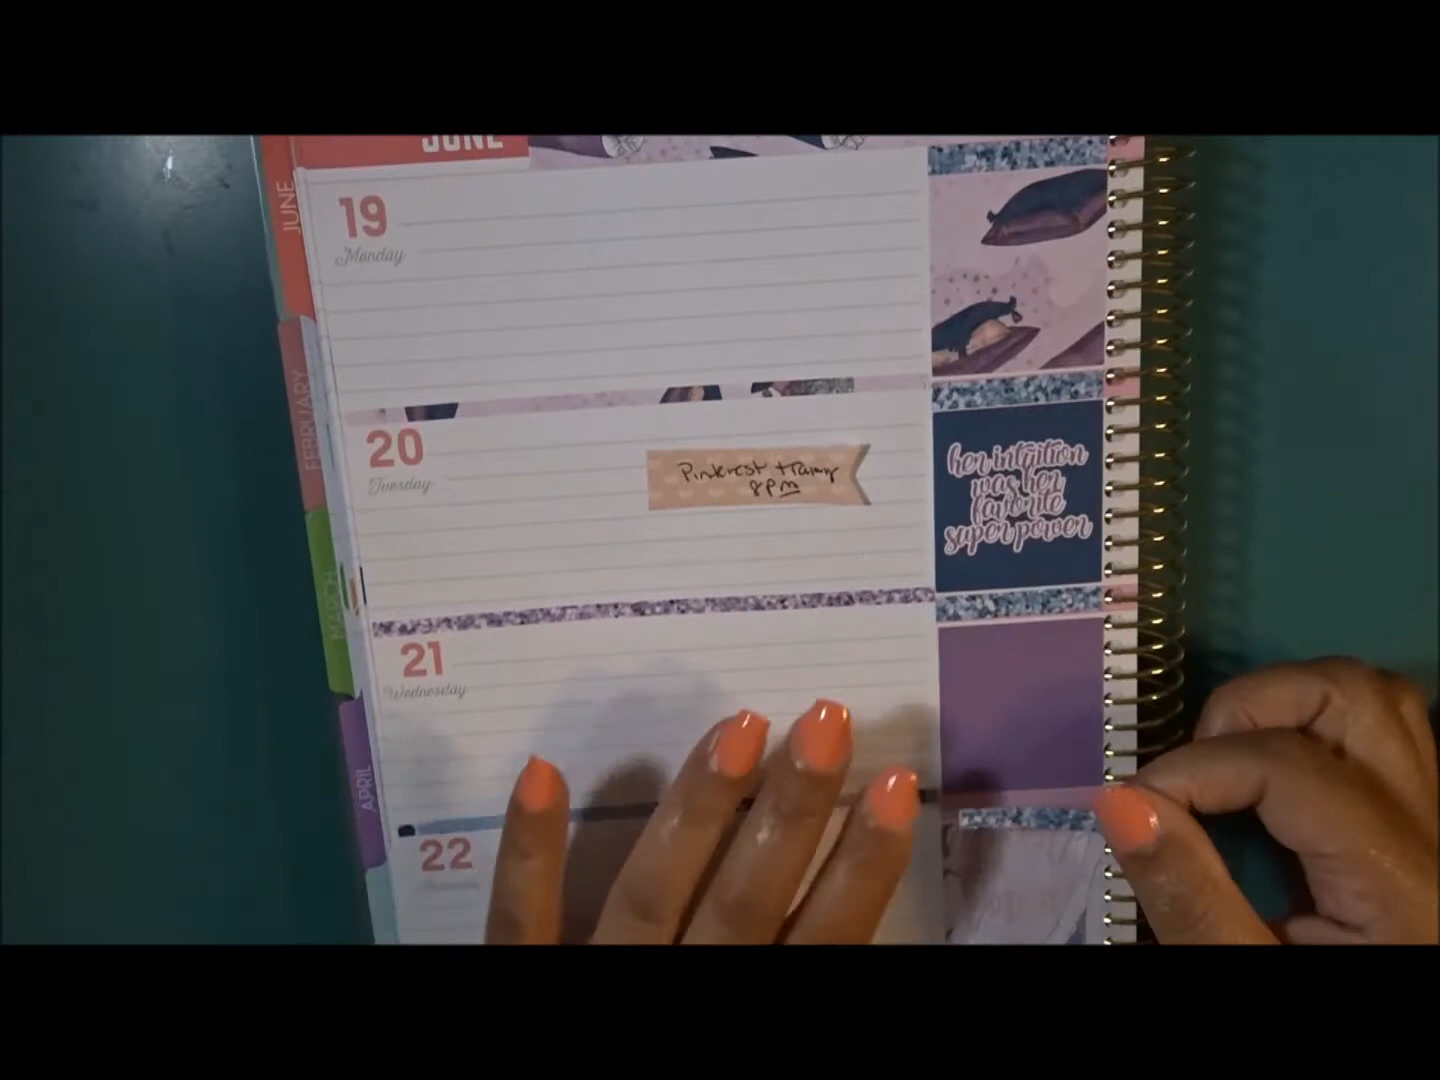 JUNE
JUNE
19
Monday
FEBRUARY
20
Tuesday
Pinterest training
8pm
her intuition
was her
favorite
super power
MARCH
21
Wednesday
APRIL
22